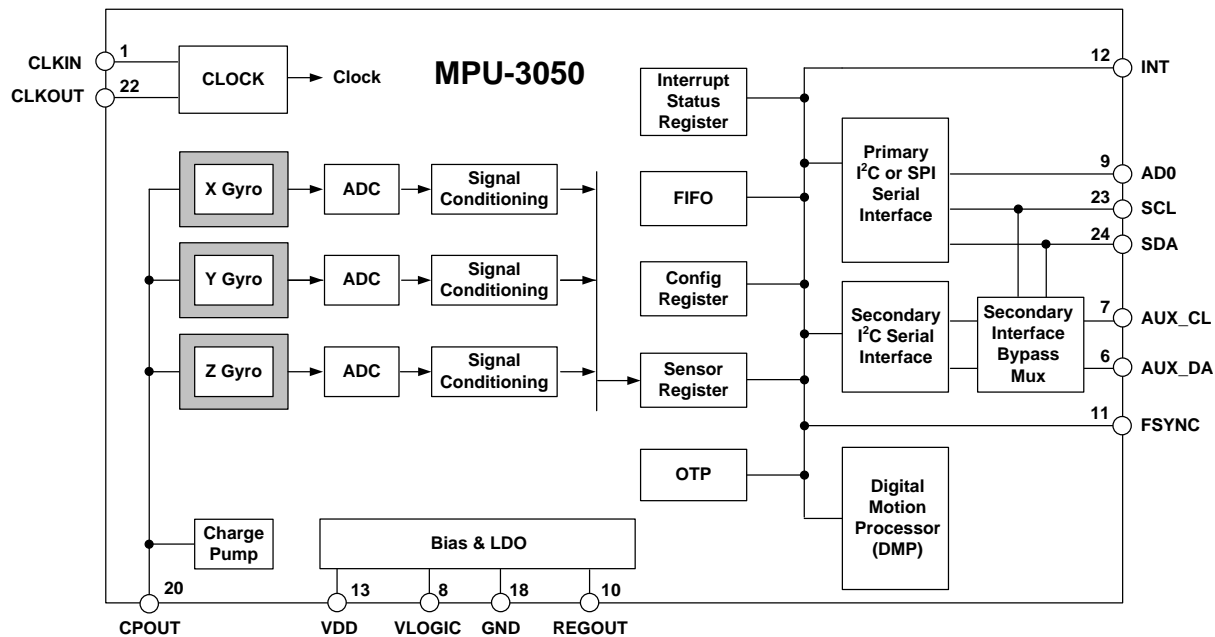 CLKIN
1
CLKOUT
22
CLOCK
Clock
MPU-3050
Interrupt
Status
Register
12
INT
Primary
I²C or SPI
Serial
Interface
9
AD0
23
SCL
24
SDA
X Gyro
ADC
Signal
Conditioning
FIFO
Y Gyro
ADC
Signal
Conditioning
Config
Register
Secondary
I²C Serial
Interface
Secondary
Interface
Bypass
Mux
7
AUX_CL
6
AUX_DA
Z Gyro
ADC
Signal
Conditioning
Sensor
Register
11
FSYNC
OTP
Digital
Motion
Processor
(DMP)
Charge
Pump
Bias & LDO
20
13
8
18
10
CPOUT
VDD
VLOGIC
GND
REGOUT